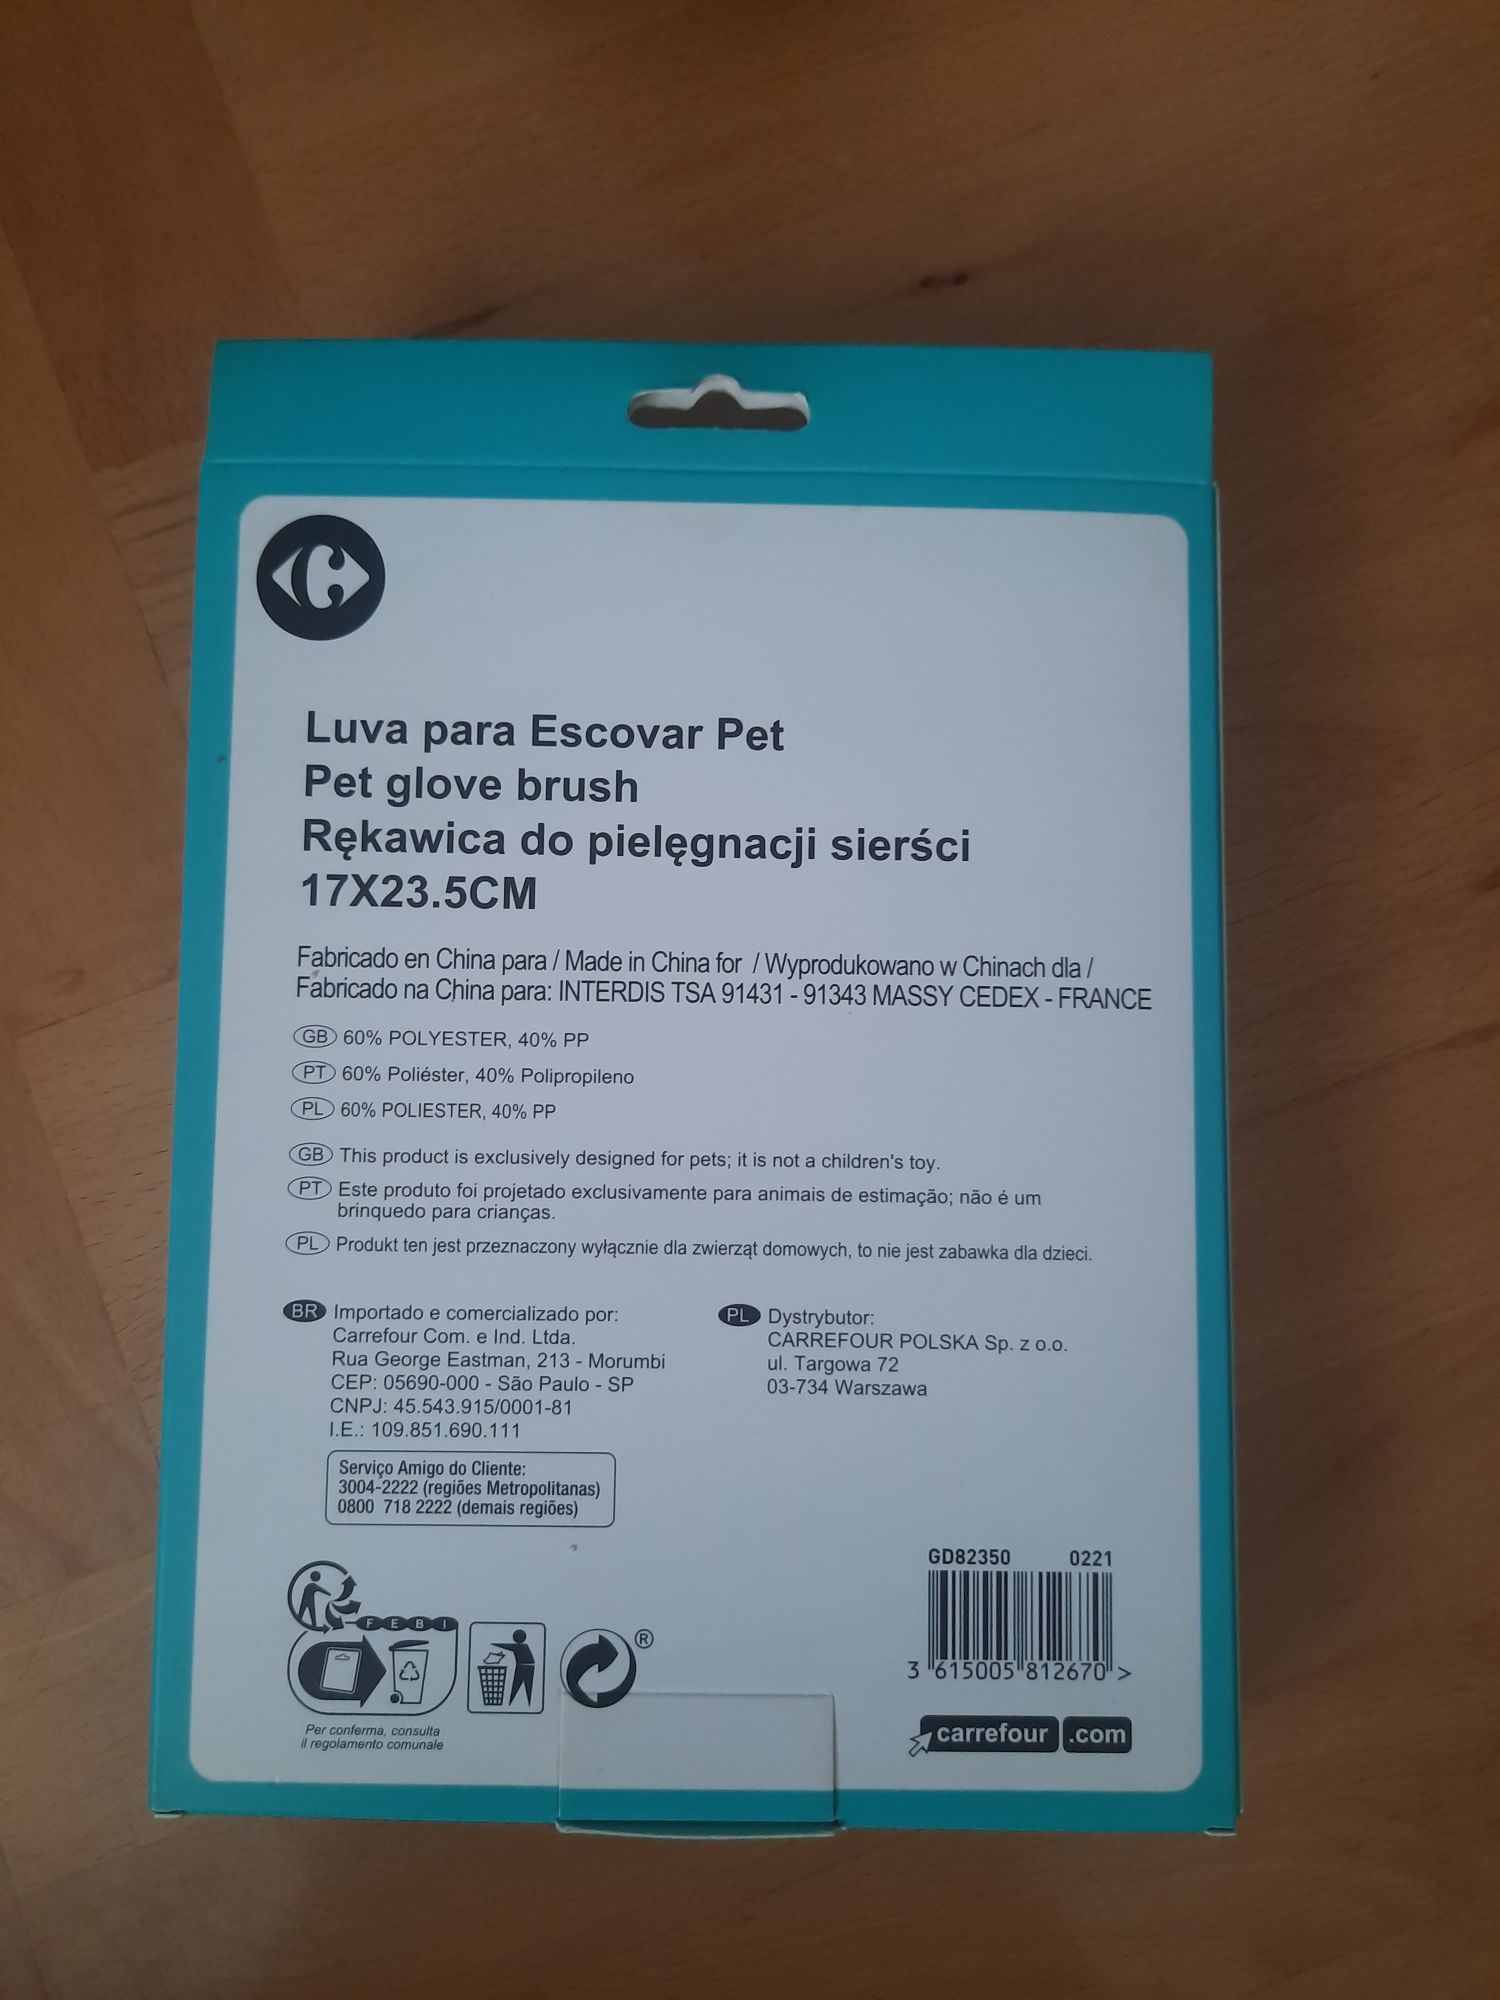 Luva para Escovar Pet
Pet glove brush
Rękawica do pielęgnacji sierści
17X23.5CM
Fabricado en China para / Made in China for / Wyprodukowano w Chinach dla /
Fabricado na China para: INTERDIS TSA 91431 - 91343 MASSY CEDEX - FRANCE
GB 60% POLYESTER, 40% PP
PT 60% Poliéster, 40% Polipropileno
PL 60% POLIESTER, 40% PP
GB This product is exclusively designed for pets; it is not a children's toy.
PT Este produto foi projetado exclusivamente para animais de estimação; não é um
brinquedo para crianças.
PL Produkt ten jest przeznaczony wyłącznie dla zwierząt domowych, to nie jest zabawka dla dzieci.
BR Importado e comercializado por:
Carrefour Com. e Ind. Ltda.
Rua George Eastman, 213 - Morumbi
CEP: 05690-000 - São Paulo - SP
CNPJ: 45.543.915/0001-81
I.E.: 109.851.690.111
Serviço Amigo do Cliente:
3004-2222 (regiões Metropolitanas)
0800 718 2222 (demais regiões)
PL Dystrybutor:
CARREFOUR POLSKA Sp. z o.o.
ul. Targowa 72
03-734 Warszawa
FEBI
®
Per conferma, consulta
il regolamento comunale
GD82350 0221
3 615005 812670 >
carrefour .com